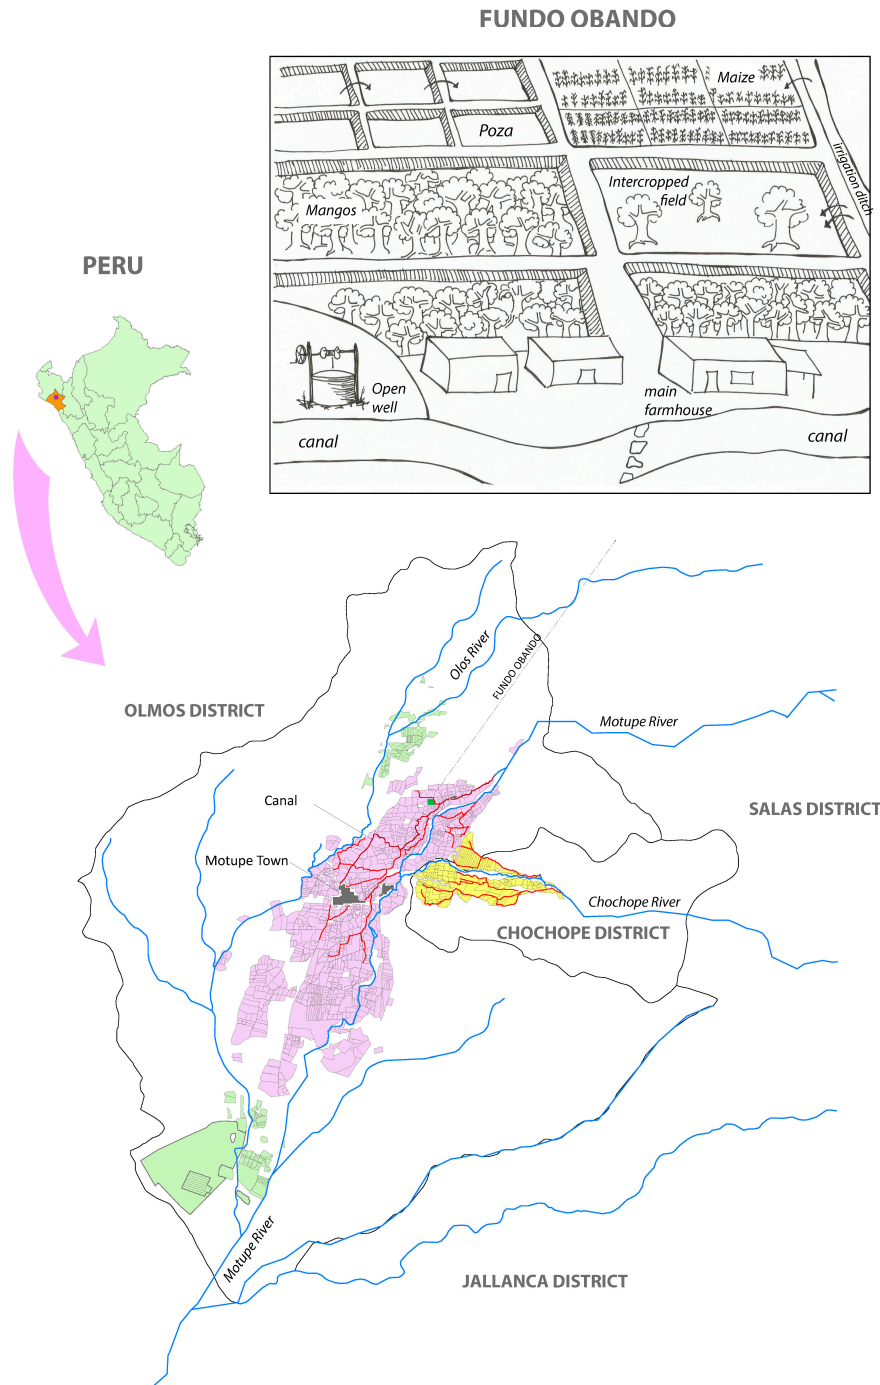 FUNDO OBANDO
Maize
Poza
irrigation ditch
Intercropped
field
Mangos
PERU
Open
well
main
farmhouse
canal
canal
Olos River
FUNDO OBANDO
OLMOS DISTRICT
Motupe River
Canal
SALAS DISTRICT
Motupe Town
Chochope River
CHOCHOPE DISTRICT
Motupe River
JALLANCA DISTRICT